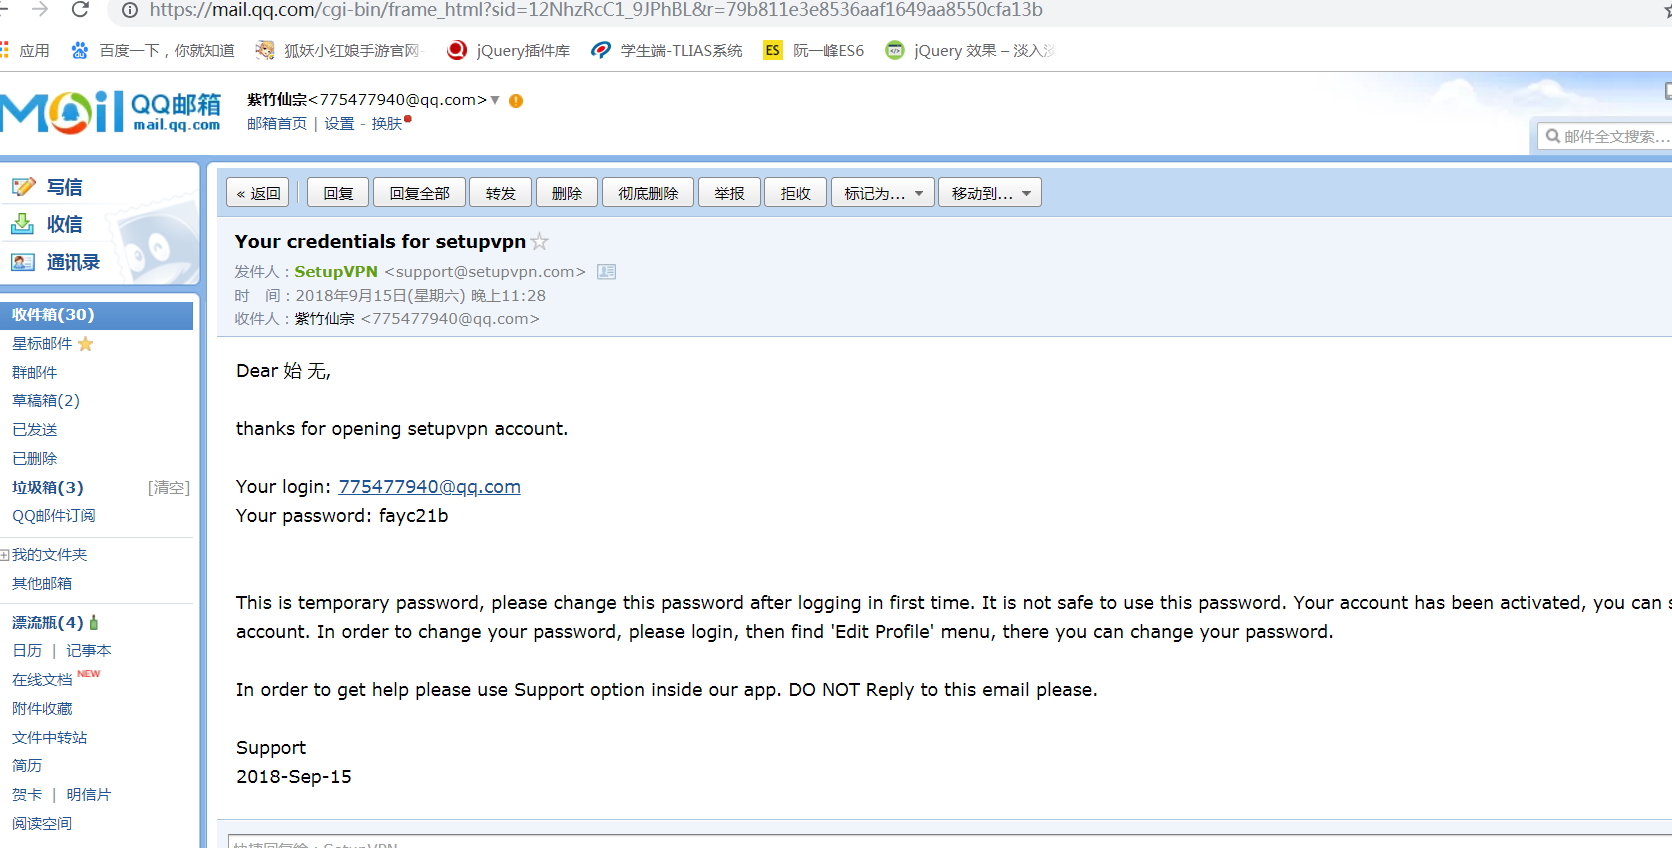 https://mail.qq.com/cgi-bin/frame_html?sid=12NhzRcC1_9JPhBL&r=79b811e3e8536aaf1649aa8550cfa13b
应用 百度一下，你就知道 狐妖小红娘手游官网- jQuery插件库 学生端-TLIAS系统 ES 阮一峰ES6 jQuery 效果 – 淡入淡
Mail QQ邮箱 mail.qq.com
紫竹仙宗<775477940@qq.com>
邮箱首页 | 设置 - 换肤
邮件全文搜索...
写信
收信
通讯录
收件箱(30)
星标邮件
群邮件
草稿箱(2)
已发送
已删除
垃圾箱(3) [清空]
QQ邮件订阅
我的文件夹
其他邮箱
漂流瓶(4)
日历 | 记事本
在线文档 NEW
附件收藏
文件中转站
简历
贺卡 | 明信片
阅读空间
« 返回 回复 回复全部 转发 删除 彻底删除 举报 拒收 标记为... 移动到...
Your credentials for setupvpn
发件人：SetupVPN <support@setupvpn.com>
时 间：2018年9月15日(星期六) 晚上11:28
收件人：紫竹仙宗 <775477940@qq.com>
Dear 始 无,
thanks for opening setupvpn account.
Your login: 775477940@qq.com
Your password: fayc21b
This is temporary password, please change this password after logging in first time. It is not safe to use this password. Your account has been activated, you can s
account. In order to change your password, please login, then find 'Edit Profile' menu, there you can change your password.
In order to get help please use Support option inside our app. DO NOT Reply to this email please.
Support
2018-Sep-15
快捷回复给：SetupVPN